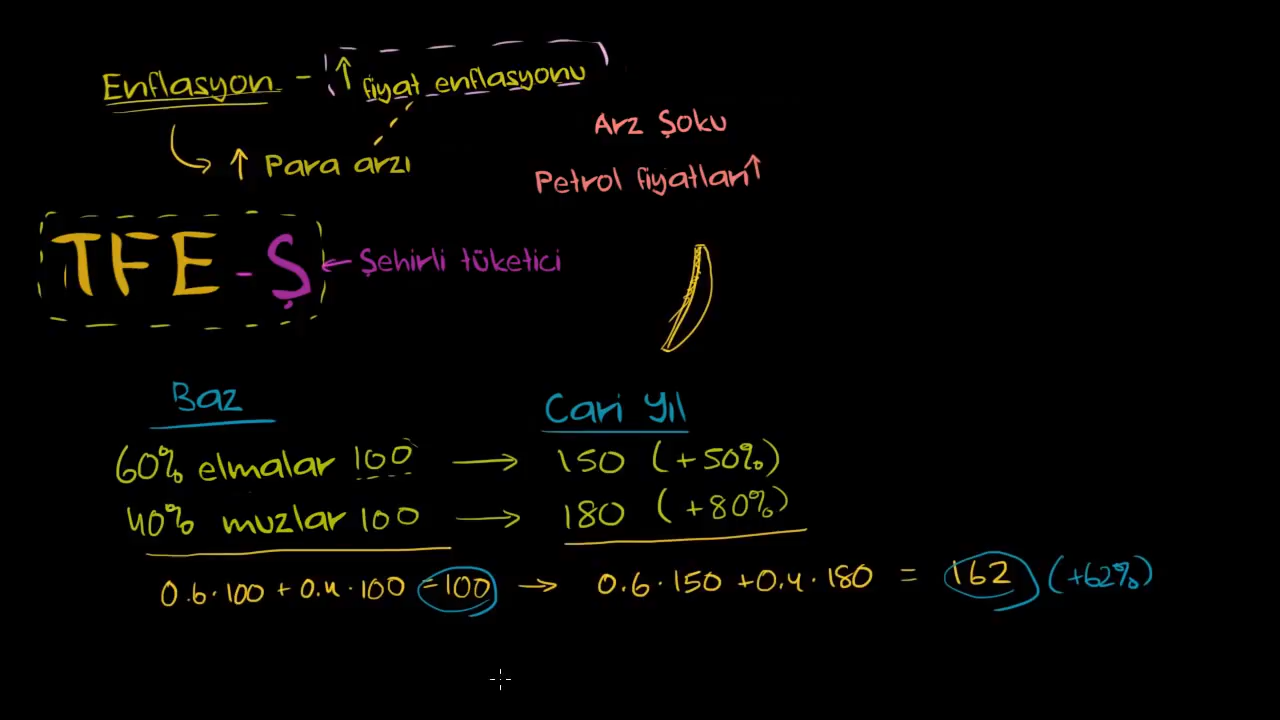 Enflasyon - ↑ fiyat enflasyonu
↑ Para arzı
Arz Şoku
Petrol fiyatları ↑
TFE-Ş ← Şehirli tüketici
Baz
Cari Yıl
60% elmalar 100 → 150 (+50%)
40% muzlar 100 → 180 (+80%)
0.6·100 + 0.4·100 = 100 → 0.6·150 + 0.4·180 = 162 (+62%)